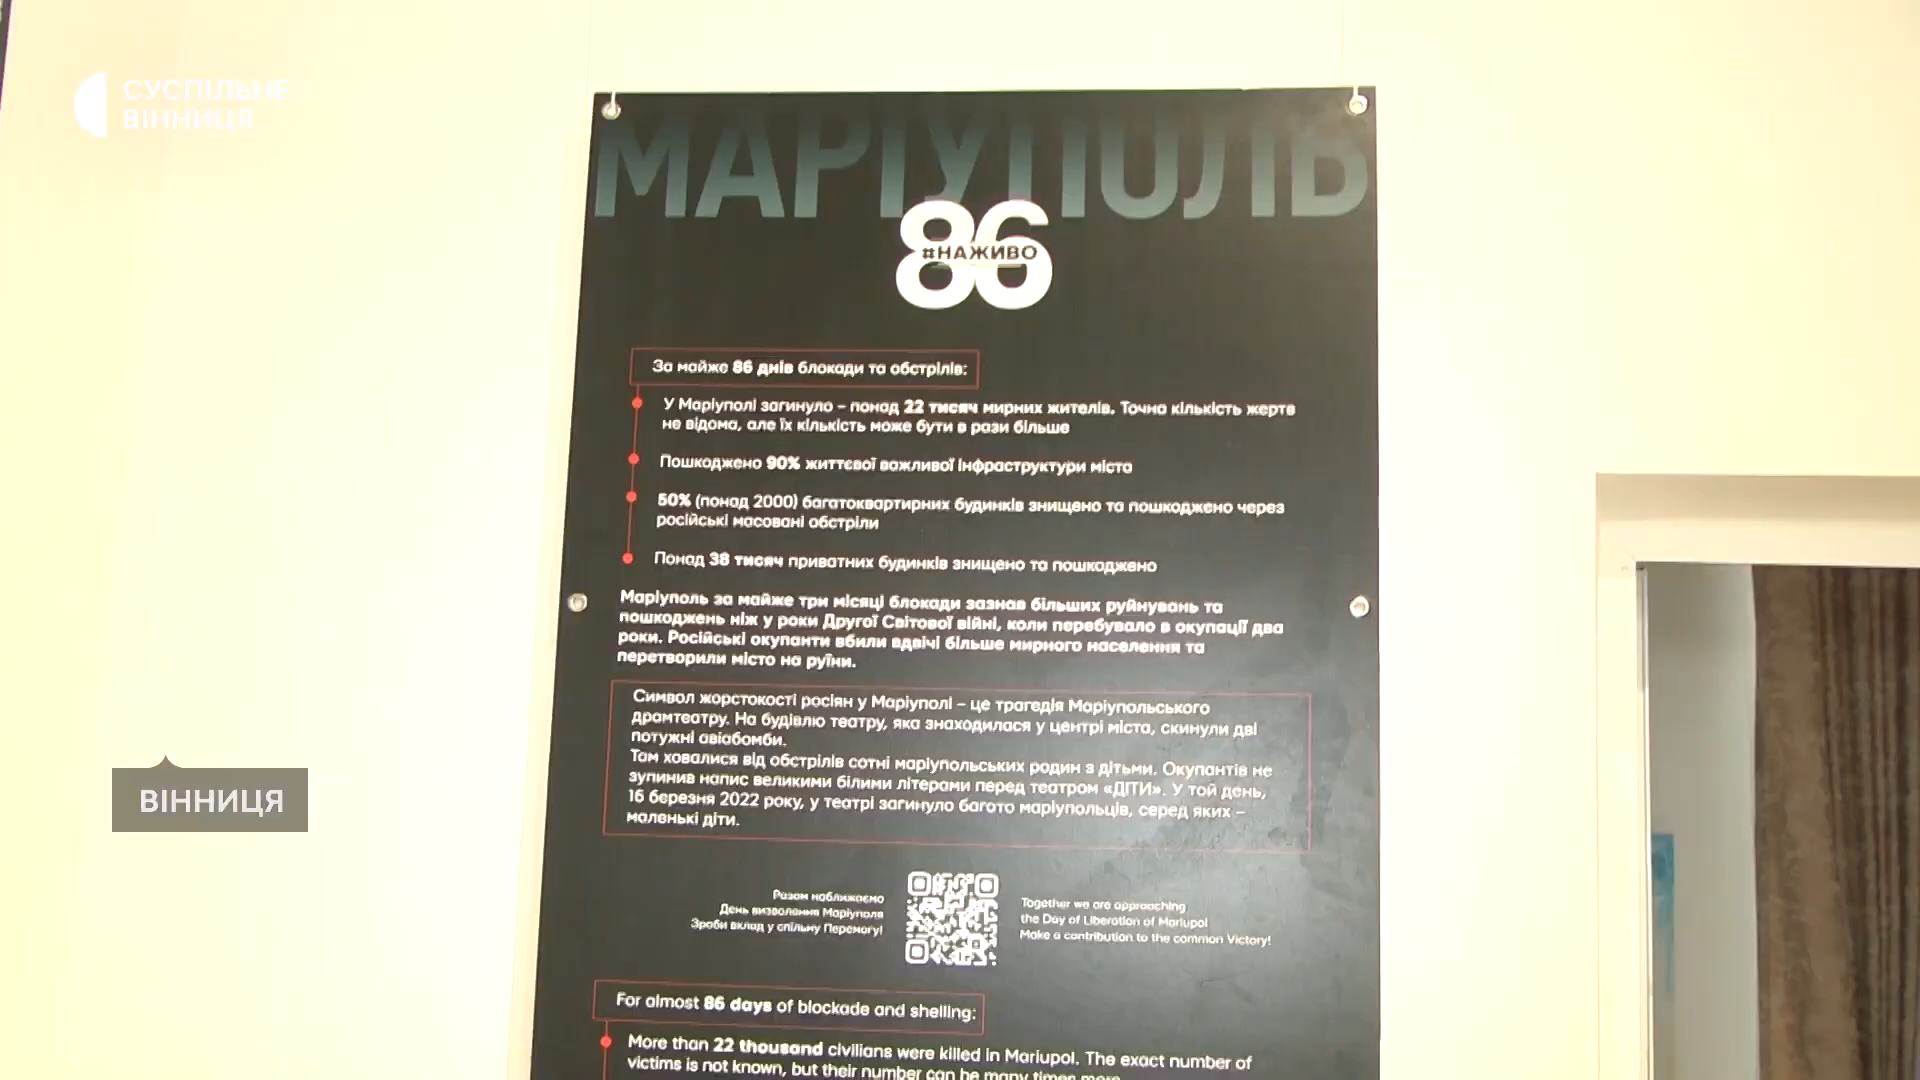 СУСПІЛЬНЕ
ВІННИЦЯ
МАРІУПОЛЬ
86
#НАЖИВО
За майже 86 днів блокади та обстрілів:
У Маріуполі загинуло – понад 22 тисяч мирних жителів. Точна кількість жертв
не відома, але їх кількість може бути в рази більше
Пошкоджено 90% життєвої важливої інфраструктури міста
50% (понад 2000) багатоквартирних будинків знищено та пошкоджено через
російські масовані обстріли
Понад 38 тисяч приватних будинків знищено та пошкоджено
Маріуполь за майже три місяці блокади зазнав більших руйнувань та
пошкоджень ніж у роки Другої Світової війні, коли перебувало в окупації два
роки. Російські окупанти вбили вдвічі більше мирного населення та
перетворили місто на руїни.
Символ жорстокості росіян у Маріуполі – це трагедія Маріупольського
драмтеатру. На будівлю театру, яка знаходилася у центрі міста, скинули дві
потужні авіабомби.
Там ховалися від обстрілів сотні маріупольських родин з дітьми. Окупантів не
зупинив напис великими білими літерами перед театром «ДІТИ». У той день,
16 березня 2022 року, у театрі загинуло багато маріупольців, серед яких –
маленькі діти.
Разом наближаємо
День визволення Маріуполя
Зроби вклад у спільну Перемогу!
Together we are approaching
the Day of Liberation of Mariupol
Make a contribution to the common Victory!
For almost 86 days of blockade and shelling:
More than 22 thousand civilians were killed in Mariupol. The exact number of
victims is not known, but their number can be many times more
ВІННИЦЯ